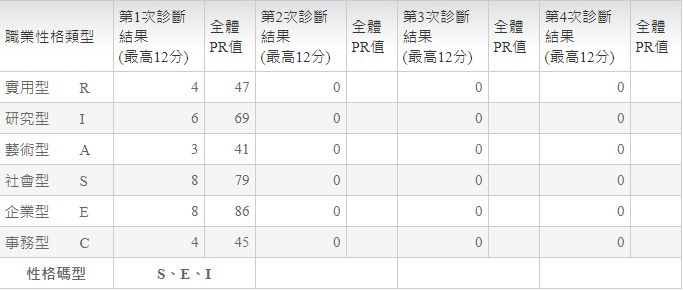 職業性格類型 第1次診斷結果(最高12分) 全體PR值 第2次診斷結果(最高12分) 全體PR值 第3次診斷結果(最高12分) 全體PR值 第4次診斷結果(最高12分) 全體PR值
實用型 R 4 47 0 0 0
研究型 I 6 69 0 0 0
藝術型 A 3 41 0 0 0
社會型 S 8 79 0 0 0
企業型 E 8 86 0 0 0
事務型 C 4 45 0 0 0
性格碼型 S、E、I